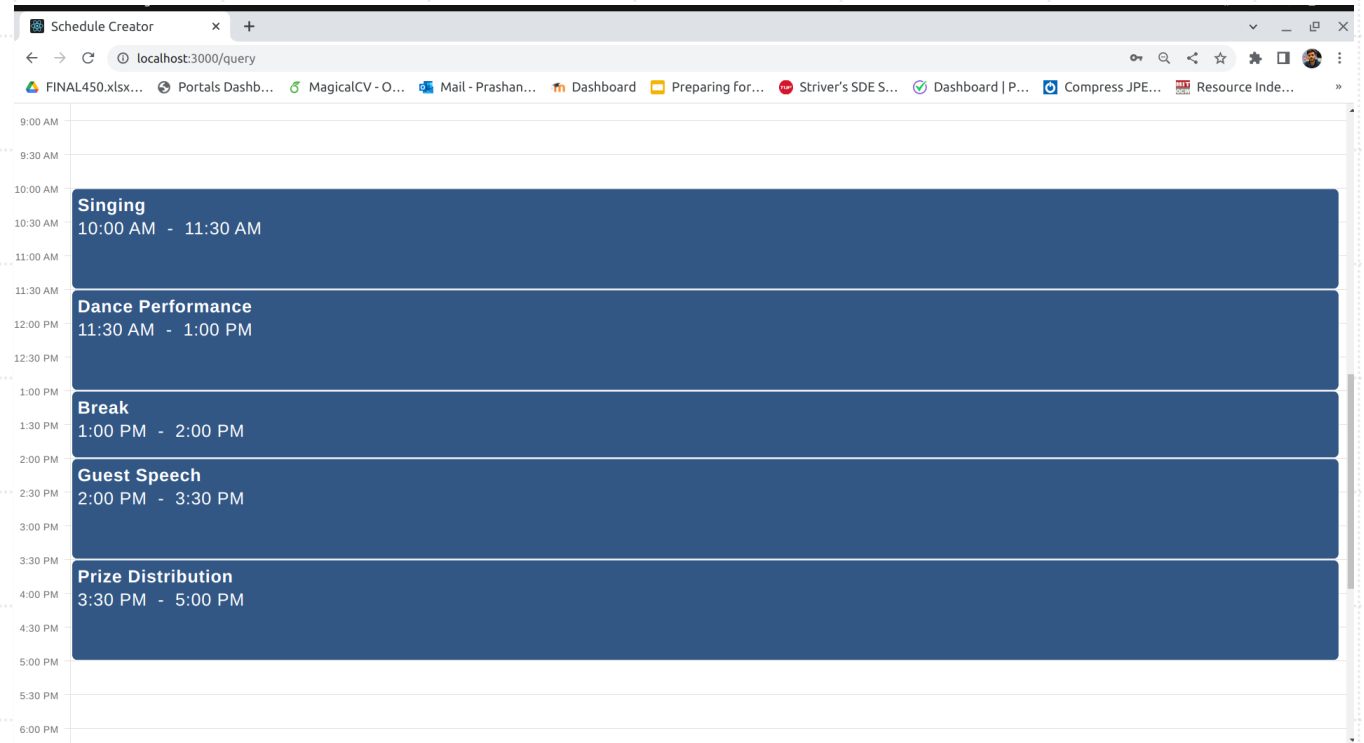 Schedule Creator
localhost:3000/query
FINAL450.xlsx... Portals Dashb... MagicalCV - O... Mail - Prashan... Dashboard Preparing for... Striver's SDE S... Dashboard | P... Compress JPE... Resource Inde... »
9:00 AM
9:30 AM
10:00 AM
Singing
10:30 AM 10:00 AM - 11:30 AM
11:00 AM
11:30 AM
Dance Performance
12:00 PM 11:30 AM - 1:00 PM
12:30 PM
1:00 PM
Break
1:30 PM 1:00 PM - 2:00 PM
2:00 PM
Guest Speech
2:30 PM 2:00 PM - 3:30 PM
3:00 PM
3:30 PM
Prize Distribution
4:00 PM 3:30 PM - 5:00 PM
4:30 PM
5:00 PM
5:30 PM
6:00 PM